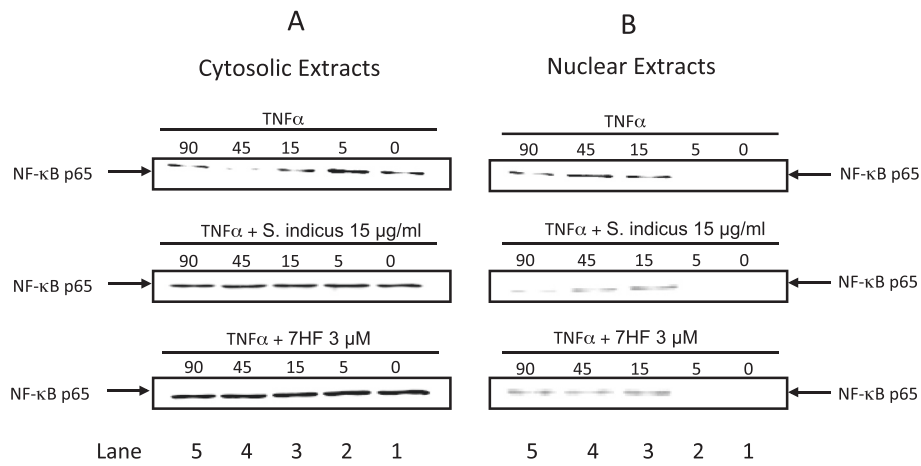 A
Cytosolic Extracts
TNFα
90 45 15 5 0
NF-κB p65
TNFα + S. indicus 15 µg/ml
90 45 15 5 0
NF-κB p65
TNFα + 7HF 3 µM
90 45 15 5 0
NF-κB p65
Lane 5 4 3 2 1
B
Nuclear Extracts
TNFα
90 45 15 5 0
NF-κB p65
TNFα + S. indicus 15 µg/ml
90 45 15 5 0
NF-κB p65
TNFα + 7HF 3 µM
90 45 15 5 0
NF-κB p65
5 4 3 2 1